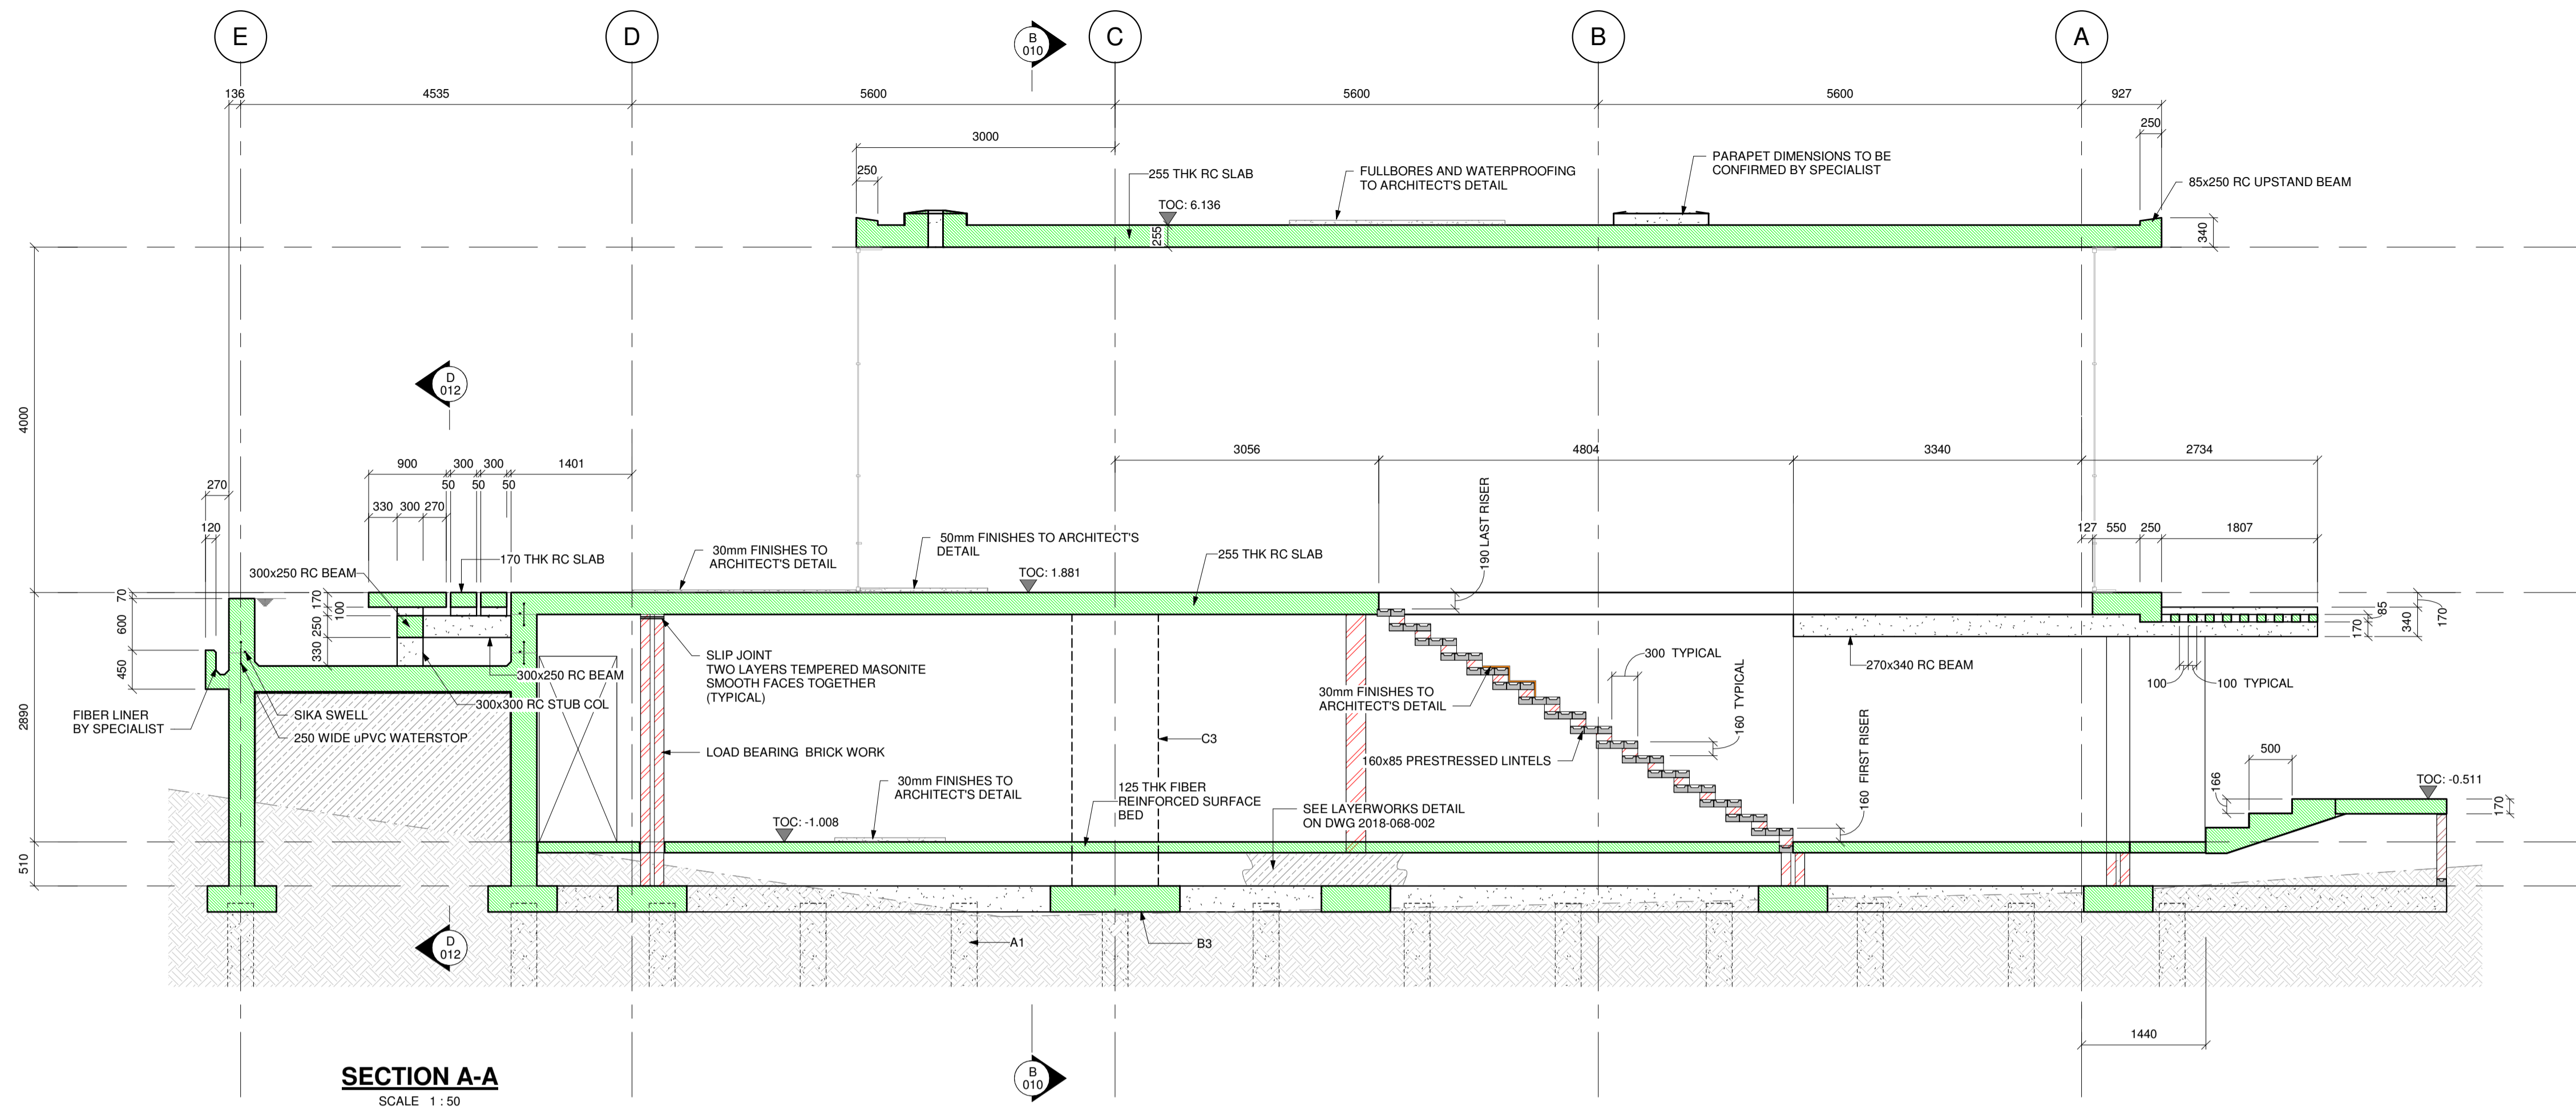 E
D
B
010
C
B
A
136
4535
5600
5600
5600
927
3000
250
250
255 THK RC SLAB
FULLBORES AND WATERPROOFING
TO ARCHITECT'S DETAIL
PARAPET DIMENSIONS TO BE
CONFIRMED BY SPECIALIST
85x250 RC UPSTAND BEAM
TOC: 6.136
255
340
4000
D
012
900
300
300
1401
50
50
50
270
330
300
270
120
3056
4804
3340
2734
127
550
250
1807
190 LAST RISER
30mm FINISHES TO
ARCHITECT'S DETAIL
50mm FINISHES TO ARCHITECT'S
DETAIL
255 THK RC SLAB
170 THK RC SLAB
300x250 RC BEAM
TOC: 1.881
70
600
450
170
100
250
330
85
340
170
170
2890
510
SLIP JOINT
TWO LAYERS TEMPERED MASONITE
SMOOTH FACES TOGETHER
(TYPICAL)
300x250 RC BEAM
300x300 RC STUB COL
FIBER LINER
BY SPECIALIST
SIKA SWELL
250 WIDE uPVC WATERSTOP
LOAD BEARING  BRICK WORK
C3
30mm FINISHES TO
ARCHITECT'S DETAIL
300 TYPICAL
160 TYPICAL
270x340 RC BEAM
100
100  TYPICAL
160x85 PRESTRESSED LINTELS
160 FIRST RISER
30mm FINISHES TO
ARCHITECT'S DETAIL
125 THK FIBER
REINFORCED SURFACE
BED
SEE LAYERWORKS DETAIL
ON DWG 2018-068-002
TOC: -1.008
500
166
TOC: -0.511
170
A1
B3
D
012
1440
B
010
SECTION A-A
SCALE   1 : 50